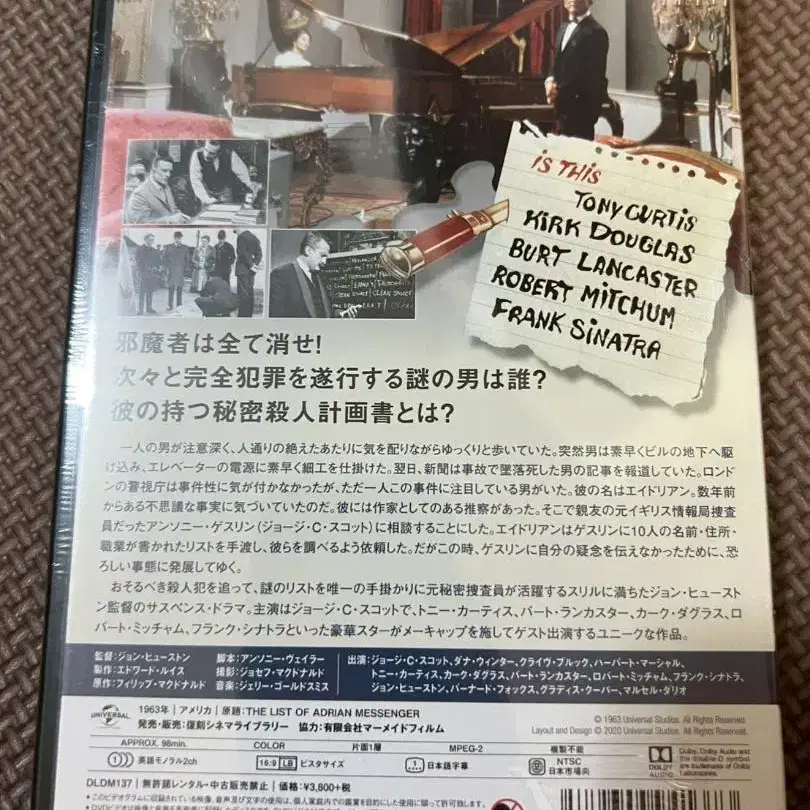 IS THIS
TONY CURTIS
KIRK DOUGLAS
BURT LANCASTER
ROBERT MITCHUM
FRANK SINATRA
邪魔者は全て消せ!
次々と完全犯罪を遂行する謎の男は誰?
彼の持つ秘密殺人計画書とは?
一人の男が注意深く、人通りの絶えたあたりに気を配りながらゆっくりと歩いていた。突然男は素早くビルの地下へ駆
け込み、エレベーターの電源に素早く細工を仕掛けた。翌日、新聞は事故で墜落死した男の記事を報道していた。ロンド
ンの警視庁は事件性に気が付かなかったが、ただ一人この事件に注目している男がいた。彼の名はエイドリアン。数年前
からある不思議な事実に気づいていたのだ。彼には作家としてのある推察があった。そこで親友の元イギリス情報局捜査
員だったアンソニー・ゲスリン(ジョージ・C・スコット)に相談することにした。エイドリアンはゲスリンに10人の名前・住所・
職業が書かれたリストを手渡し、彼らを調べるよう依頼した。だがこの時、ゲスリンに自分の疑念を伝えなかったために、恐
ろしい事態に発展してゆく。
おそるべき殺人犯を追って、謎のリストを唯一の手掛かりに元秘密捜査員が活躍するスリルに満ちたジョン・ヒュースト
ン監督のサスペンス・ドラマ。主演はジョージ・C・スコットで、トニー・カーティス、バート・ランカスター、カーク・ダグラス、ロ
バート・ミッチャム、フランク・シナトラといった豪華スターがメーキャップを施してゲスト出演するユニークな作品。
監督:ジョン・ヒューストン 脚本:アンソニー・ヴェイラー 出演:ジョージ・C・スコット、ダナ・ウィンター、クライヴ・ブルック、ハーバート・マーシャル、
製作:エドワード・ルイス 撮影:ジョセフ・マクドナルド トニー・カーティス、カーク・ダグラス、バート・ランカスター、ロバート・ミッチャム、フランク・シナトラ、
原作:フィリップ・マクドナルド 音楽:ジェリー・ゴールドスミス ジョン・ヒューストン、バーナード・フォックス、グラディス・クーパー、マルセル・ダリオ
UNIVERSAL
1963年 | アメリカ | 原題:THE LIST OF ADRIAN MESSENGER
発売・販売:復刻シネマライブラリー 協力:有限会社マーメイドフィルム
© 1963 Universal Studios. All Rights Reserved.
Layout and Design © 2020 Universal Studios. All Rights Reserved.
APPROX. 98min. COLOR 片面1層 MPEG-2 複製不能
1 英語モノラル2ch 16:9 LB ビスタサイズ 1 日本語字幕 2 NTSC 日本市場向
DOLBY AUDIO
Dolby, Dolby Audio and the double-D symbol are trademarks of Dolby Laboratories.
DLDM137 | 無許諾レンタル・中古販売禁止 | 価格:¥3,800+税